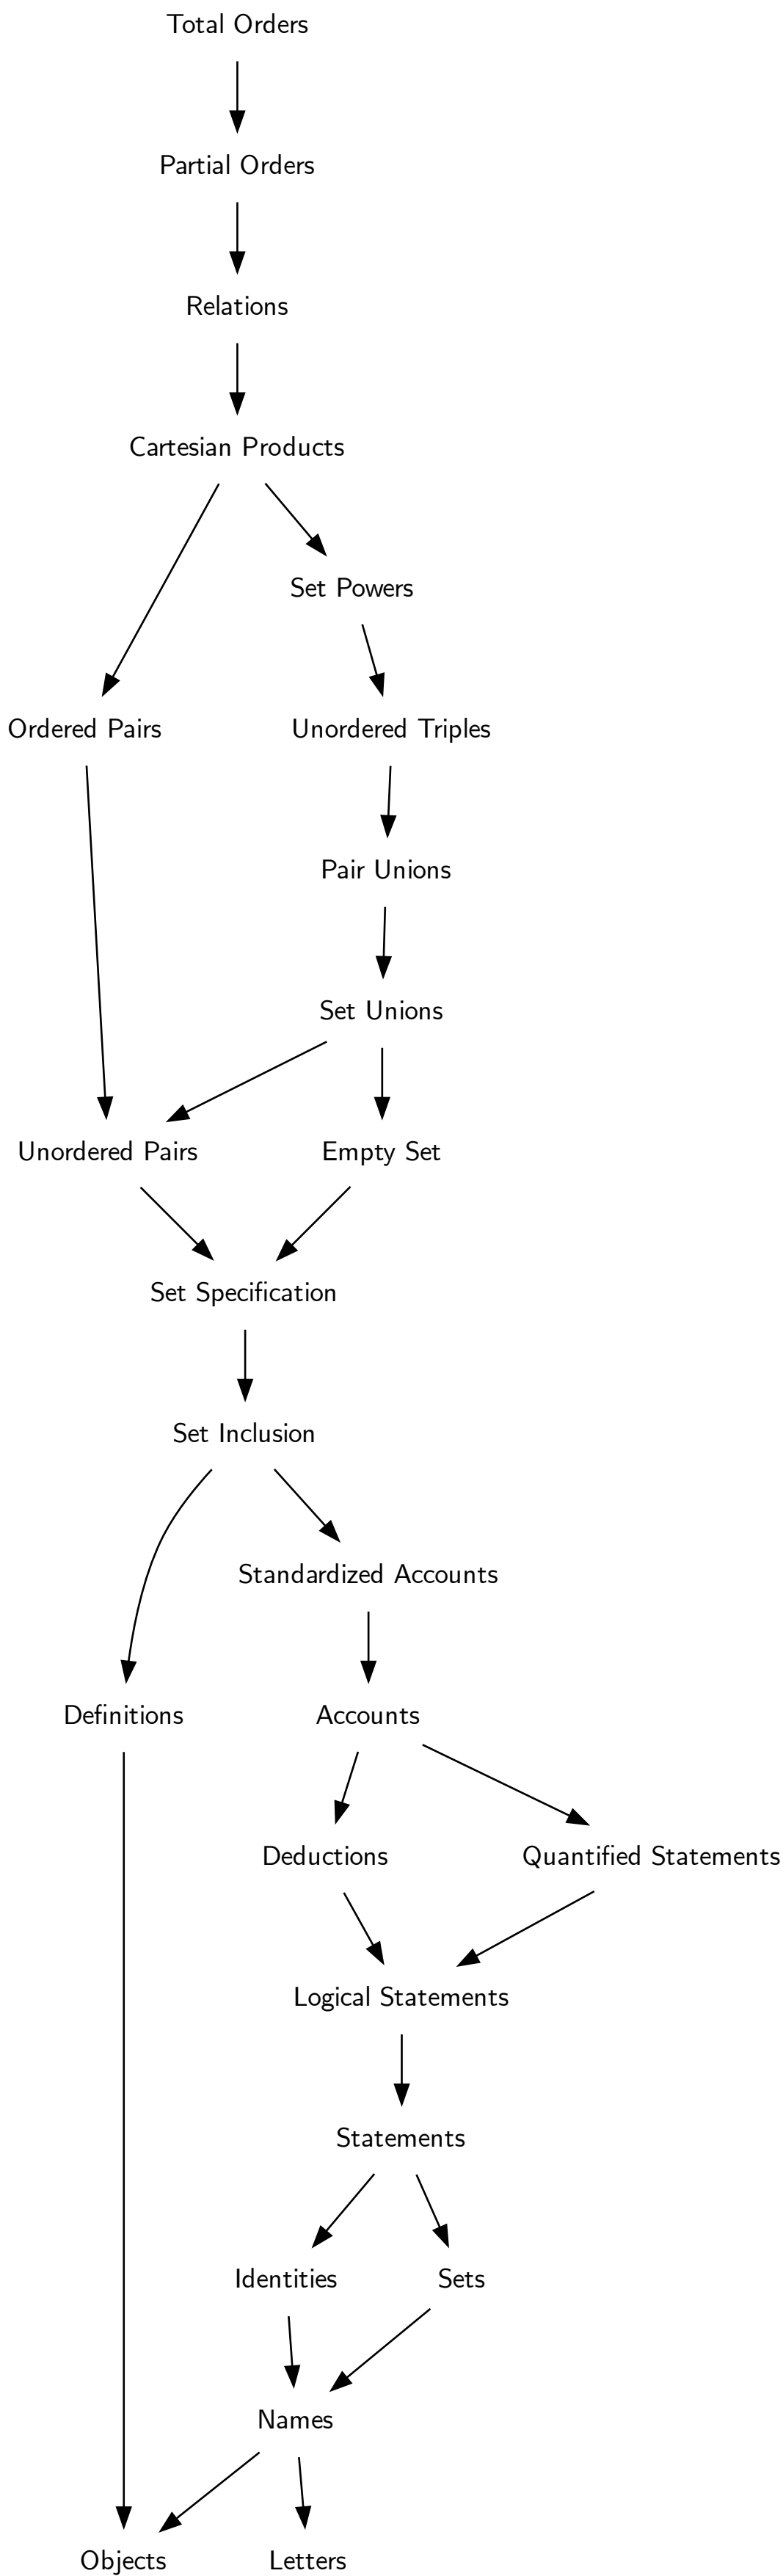 Total Orders
Partial Orders
Relations
Cartesian Products
Set Powers
Ordered Pairs
Unordered Triples
Pair Unions
Set Unions
Unordered Pairs
Empty Set
Set Specification
Set Inclusion
Standardized Accounts
Definitions
Accounts
Deductions
Quantified Statements
Logical Statements
Statements
Identities
Sets
Names
Objects
Letters